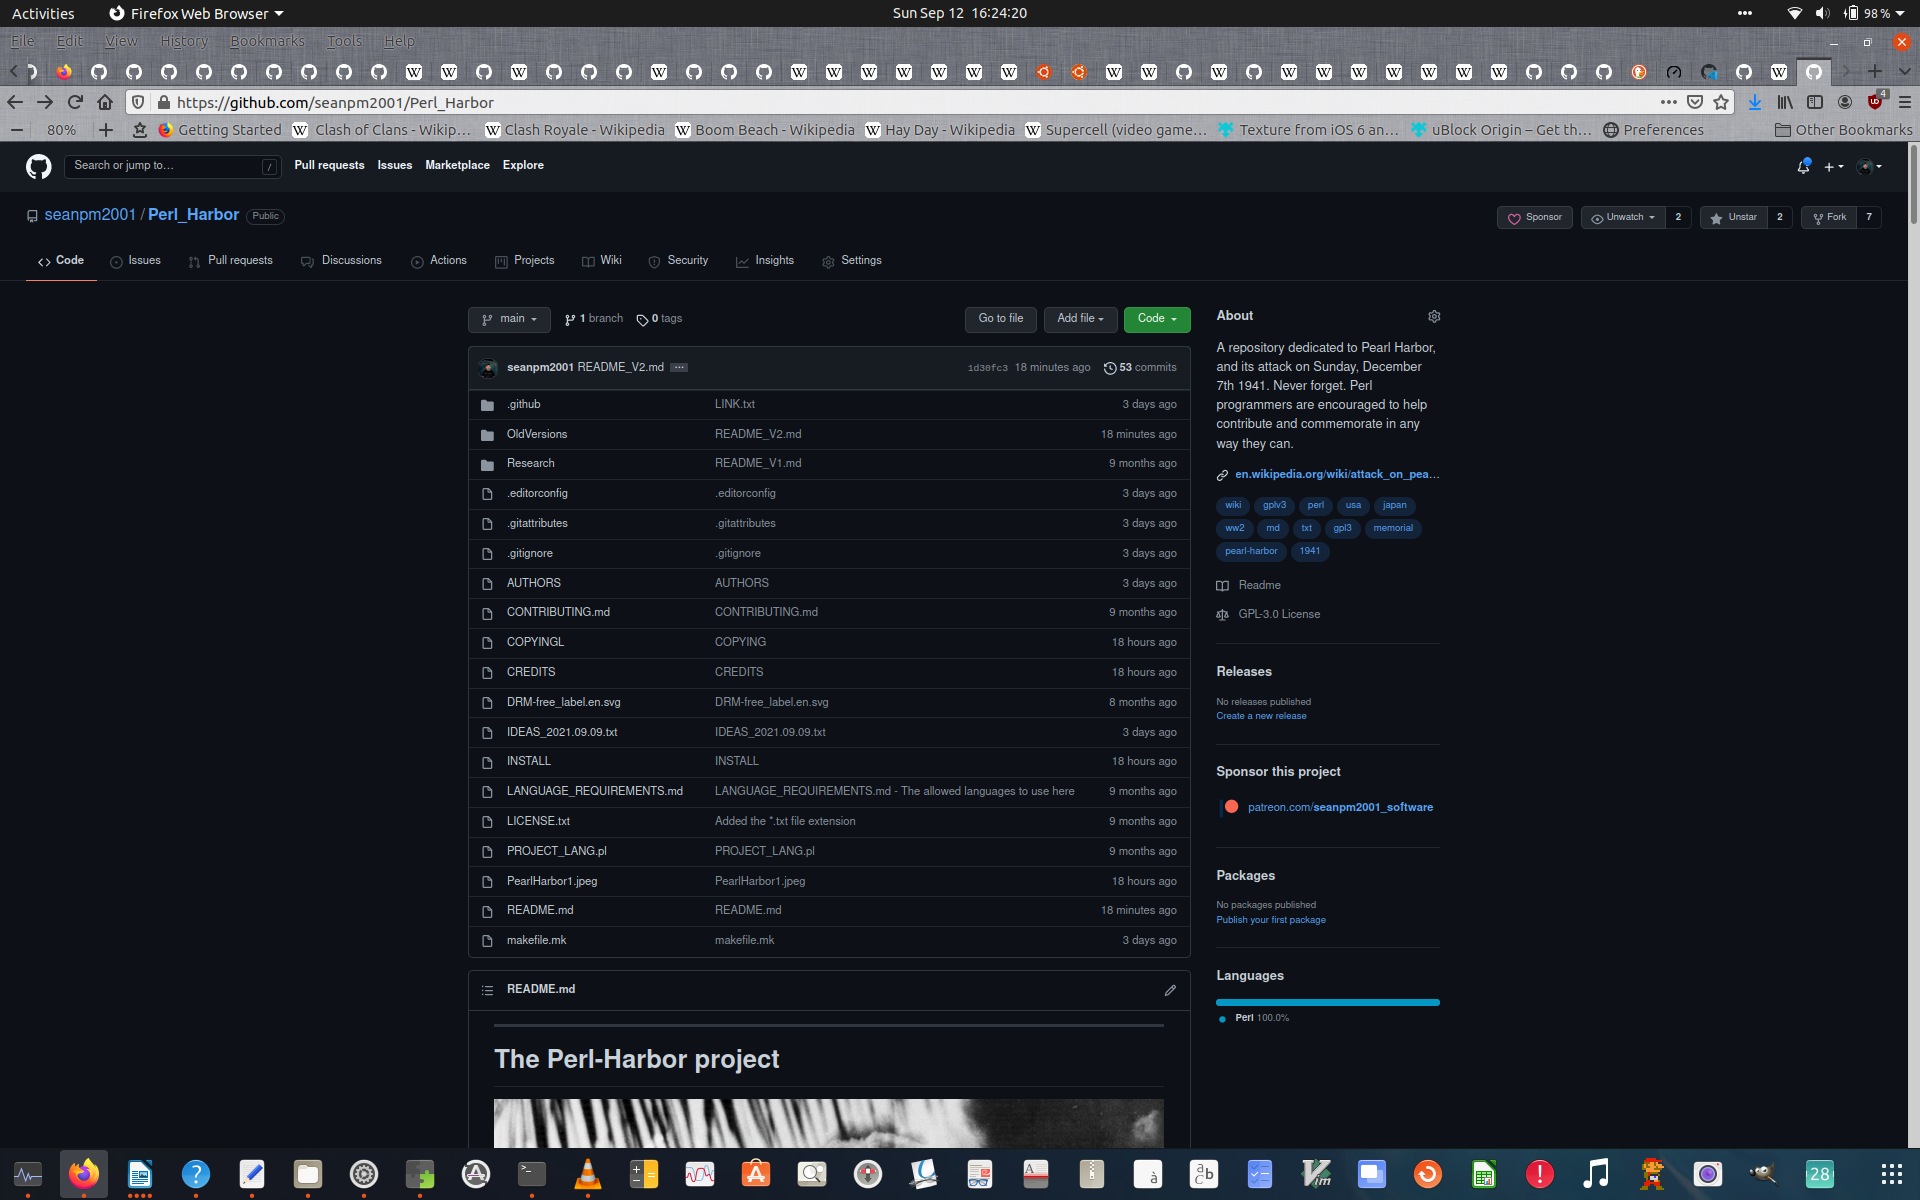 Activities Firefox Web Browser Sun Sep 12 16:24:20 98 %
File Edit View History Bookmarks Tools Help
https://github.com/seanpm2001/Perl_Harbor 4
80% Getting Started Clash of Clans - Wikip… Clash Royale - Wikipedia Boom Beach - Wikipedia Hay Day - Wikipedia Supercell (video game… Texture from iOS 6 an… uBlock Origin – Get th… Preferences Other Bookmarks
Search or jump to… / Pull requests Issues Marketplace Explore
seanpm2001 / Perl_Harbor Public Sponsor Unwatch 2 Unstar 2 Fork 7
Code Issues Pull requests Discussions Actions Projects Wiki Security Insights Settings
main 1 branch 0 tags Go to file Add file Code
seanpm2001 README_V2.md ... 1d30fc3 18 minutes ago 53 commits
.github LINK.txt 3 days ago
OldVersions README_V2.md 18 minutes ago
Research README_V1.md 9 months ago
.editorconfig .editorconfig 3 days ago
.gitattributes .gitattributes 3 days ago
.gitignore .gitignore 3 days ago
AUTHORS AUTHORS 3 days ago
CONTRIBUTING.md CONTRIBUTING.md 9 months ago
COPYINGL COPYING 18 hours ago
CREDITS CREDITS 18 hours ago
DRM-free_label.en.svg DRM-free_label.en.svg 8 months ago
IDEAS_2021.09.09.txt IDEAS_2021.09.09.txt 3 days ago
INSTALL INSTALL 18 hours ago
LANGUAGE_REQUIREMENTS.md LANGUAGE_REQUIREMENTS.md - The allowed languages to use here 9 months ago
LICENSE.txt Added the *.txt file extension 9 months ago
PROJECT_LANG.pl PROJECT_LANG.pl 9 months ago
PearlHarbor1.jpeg PearlHarbor1.jpeg 18 hours ago
README.md README.md 18 minutes ago
makefile.mk makefile.mk 3 days ago
README.md
The Perl-Harbor project
About
A repository dedicated to Pearl Harbor,
and its attack on Sunday, December
7th 1941. Never forget. Perl
programmers are encouraged to help
contribute and commemorate in any
way they can.
en.wikipedia.org/wiki/attack_on_pea…
wiki gplv3 perl usa japan
ww2 md txt gpl3 memorial
pearl-harbor 1941
Readme
GPL-3.0 License
Releases
No releases published
Create a new release
Sponsor this project
patreon.com/seanpm2001_software
Packages
No packages published
Publish your first package
Languages
Perl 100.0%
28